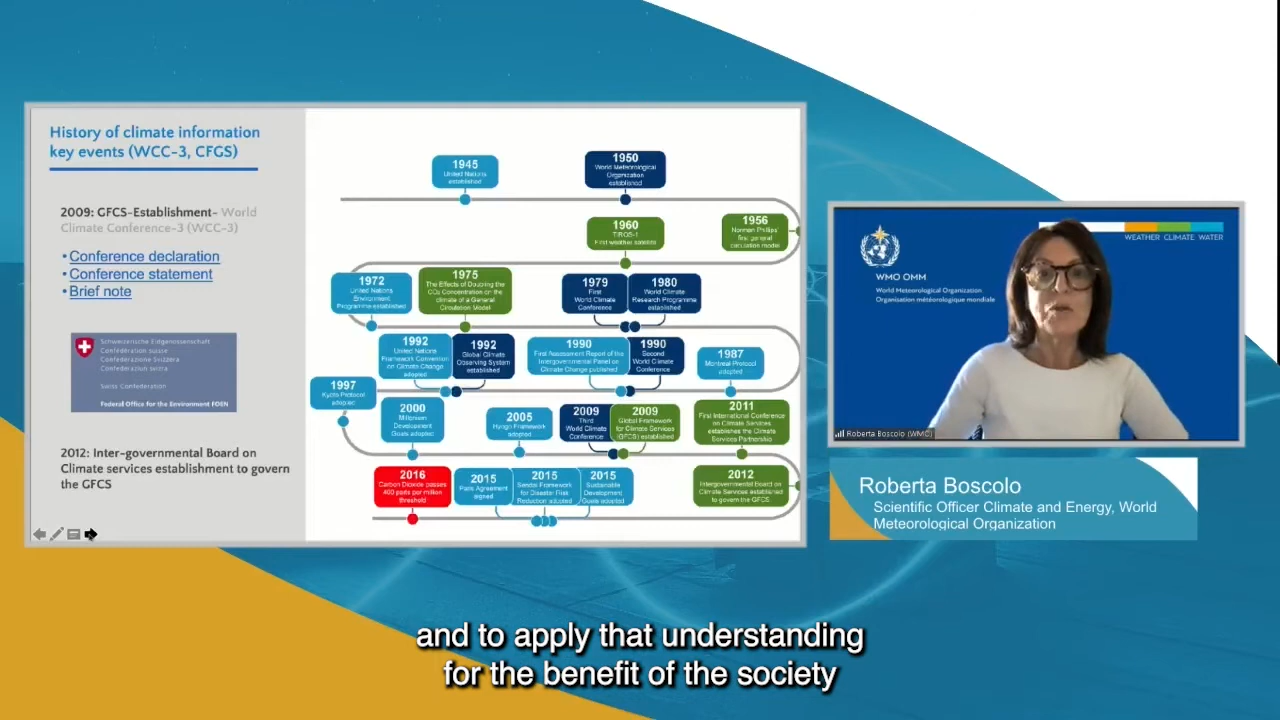 History of climate information
key events (WCC-3, CFGS)
2009: GFCS-Establishment- World
Climate Conference-3 (WCC-3)
•Conference declaration
•Conference statement
•Brief note
Schweizerische Eidgenossenschaft
Confédération suisse
Confederazione Svizzera
Confederaziun svizra
Swiss Confederation
Federal Office for the Environment FOEN
2012: Inter-governmental Board on
Climate services establishment to govern
the GFCS
1945
United Nations
established
1950
World Meteorological
Organization
established
1960
TIROS-1
First weather satellite
1956
Norman Phillips'
first general
circulation model
1972
United Nations
Environment
Programme established
1975
The Effects of Doubling the
CO₂ Concentration on the
climate of a General
Circulation Model
1979
First
World Climate
Conference
1980
World Climate
Research Programme
established
1992
United Nations
Framework Convention
on Climate Change
adopted
1992
Global Climate
Observing System
established
1990
First Assessment Report of the
Intergovernmental Panel on
Climate Change published
1990
Second
World Climate
Conference
1987
Montreal Protocol
adopted
1997
Kyoto Protocol
adopted
2000
Millennium
Development
Goals adopted
2005
Hyogo Framework
adopted
2009
Third
World Climate
Conference
2009
Global Framework
for Climate Services
(GFCS) established
2011
First International Conference
on Climate Services
establishes the Climate
Services Partnership
2016
Carbon Dioxide passes
400 parts per million
threshold
2015
Paris Agreement
signed
2015
Sendai Framework
for Disaster Risk
Reduction adopted
2015
Sustainable
Development
Goals adopted
2012
Intergovernmental Board on
Climate Services established
to govern the GFCS
WEATHER CLIMATE WATER
WMO OMM
World Meteorological Organization
Organisation météorologique mondiale
Roberta Boscolo (WMO)
Roberta Boscolo
Scientific Officer Climate and Energy, World
Meteorological Organization
and to apply that understanding
for the benefit of the society